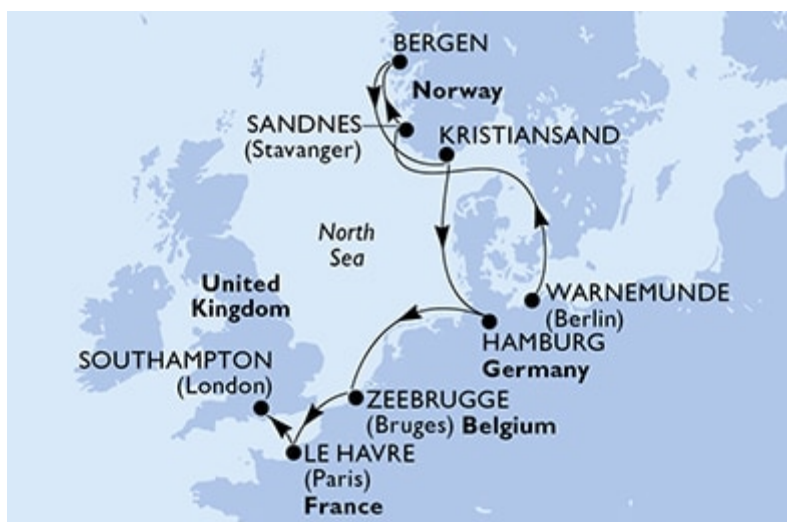 BERGEN
Norway
SANDNES
(Stavanger)
KRISTIANSAND
North
Sea
United
Kingdom
WARNEMUNDE
(Berlin)
HAMBURG
Germany
SOUTHAMPTON
(London)
ZEEBRUGGE
(Bruges) Belgium
LE HAVRE
(Paris)
France